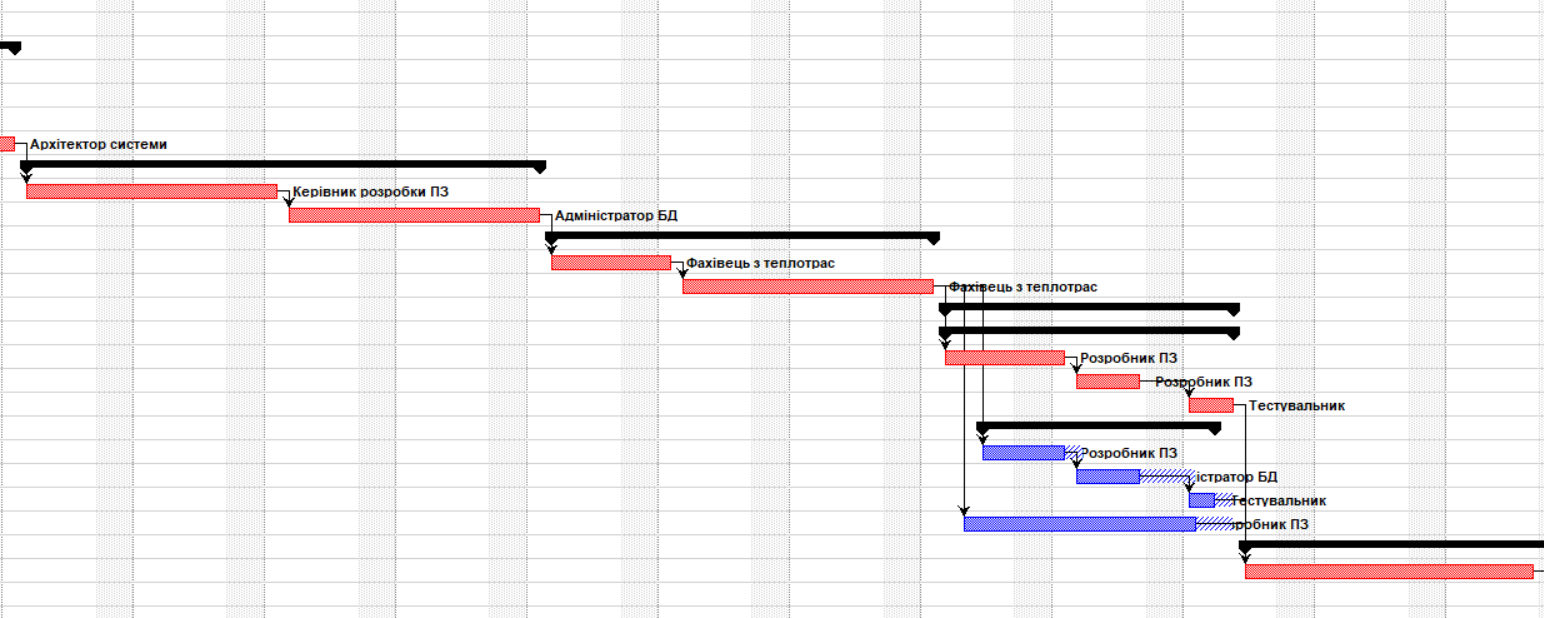 Архітектор системи
Керівник розробки ПЗ
Адміністратор БД
Фахівець з теплотрас
Фахівець з теплотрас
Розробник ПЗ
Розробник ПЗ
Тестувальник
Розробник ПЗ
істратор БД
Тестувальник
робник ПЗ